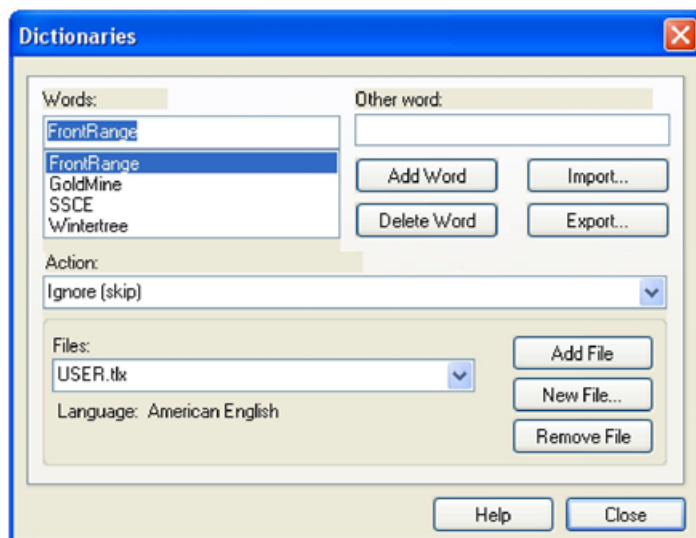 Dictionaries
Words:
Other word:
FrontRange
FrontRange
GoldMine
SSCE
Wintertree
Add Word
Import...
Delete Word
Export...
Action:
Ignore (skip)
Files:
USER.tlx
Language: American English
Add File
New File...
Remove File
Help
Close